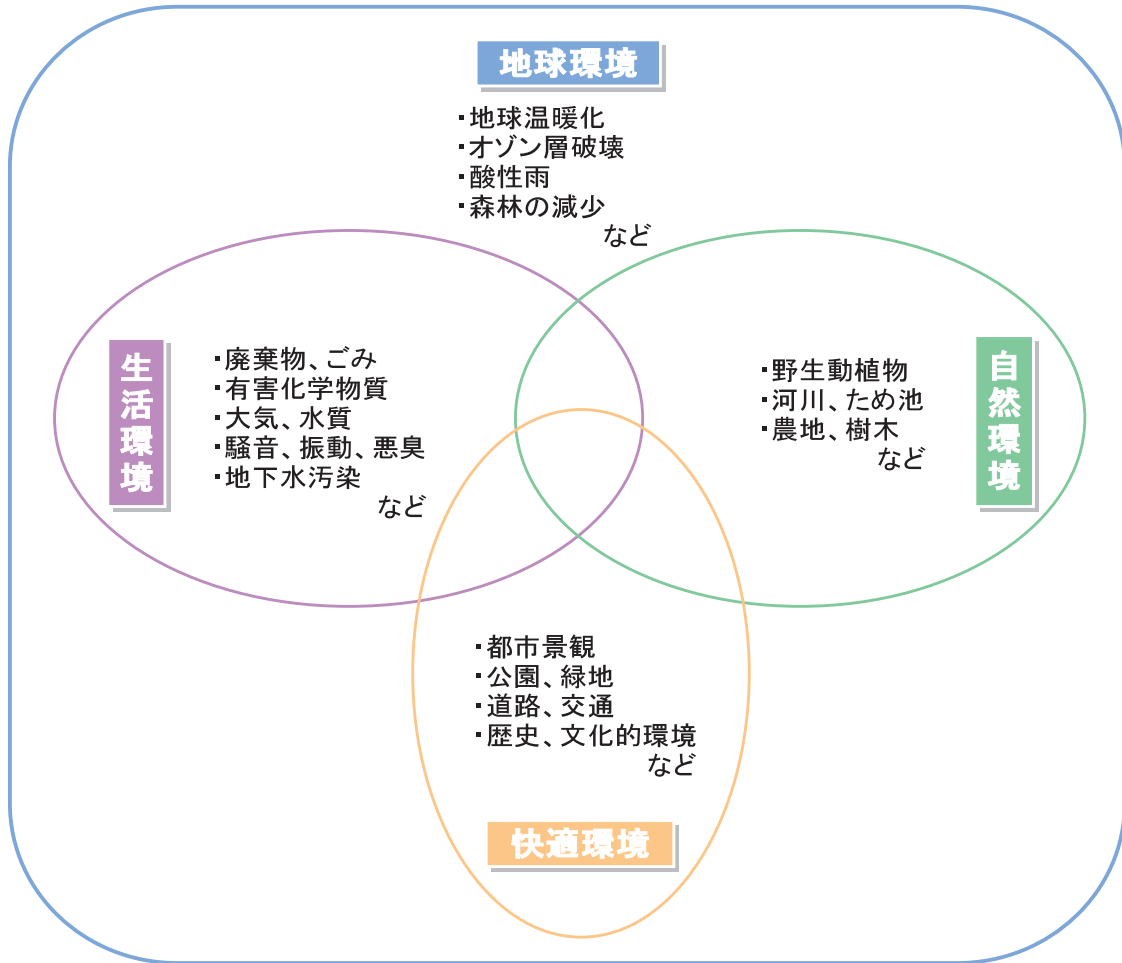 地球環境
・地球温暖化
・オゾン層破壊
・酸性雨
・森林の減少
など
生活環境
・廃棄物、ごみ
・有害化学物質
・大気、水質
・騒音、振動、悪臭
・地下水汚染
など
・野生動植物
・河川、ため池
・農地、樹木
など
自然環境
・都市景観
・公園、緑地
・道路、交通
・歴史、文化的環境
など
快適環境